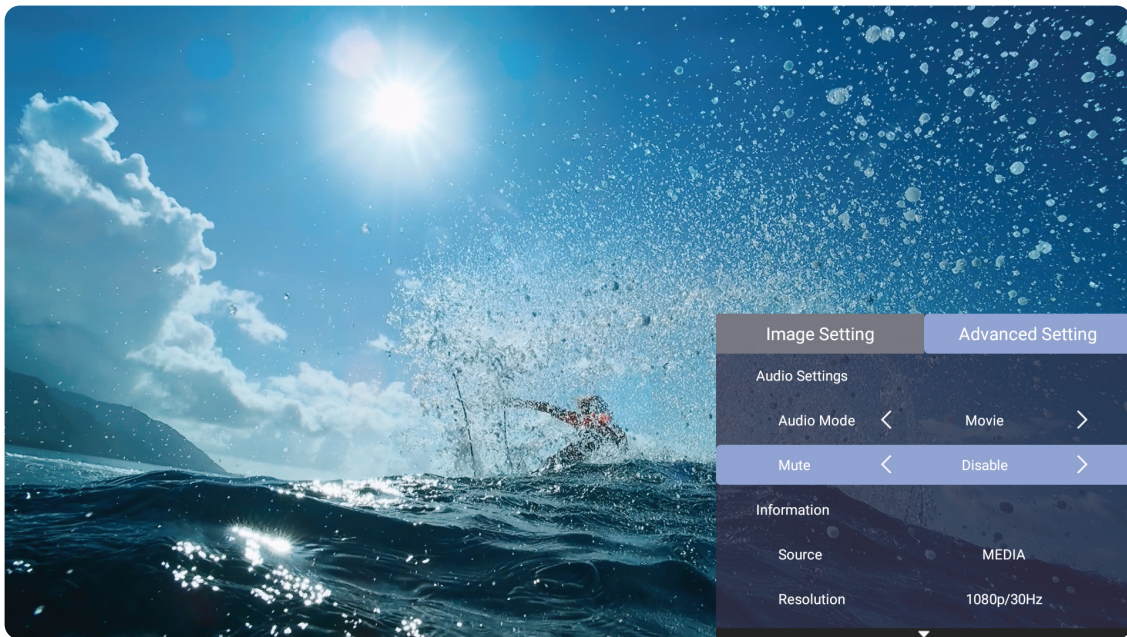 Image Setting Advanced Setting
Audio Settings
Audio Mode Movie
Mute Disable
Information
Source MEDIA
Resolution 1080p/30Hz